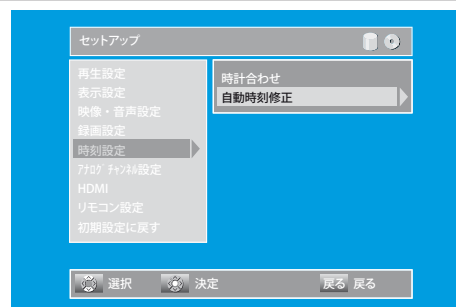 セットアップ
再生設定
表示設定
映像・音声設定
録画設定
時刻設定
ｱﾅﾛｸﾞ ﾁｬﾝﾈﾙ設定
HDMI
リモコン設定
初期設定に戻す
時計合わせ
自動時刻修正
選択 決定 戻る 戻る